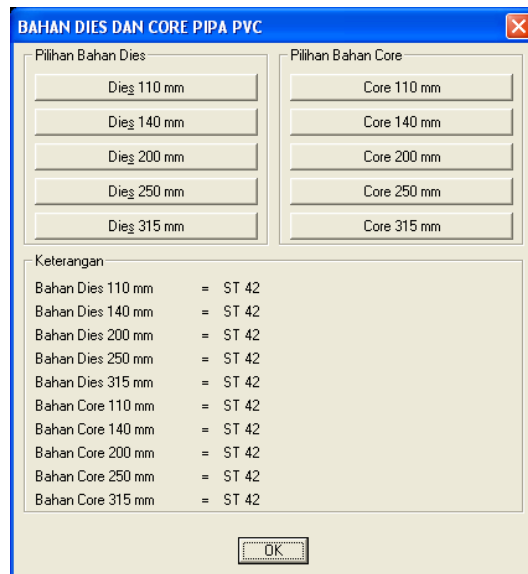 BAHAN DIES DAN CORE PIPA PVC
Pilihan Bahan Dies
Dies 110 mm
Dies 140 mm
Dies 200 mm
Dies 250 mm
Dies 315 mm
Pilihan Bahan Core
Core 110 mm
Core 140 mm
Core 200 mm
Core 250 mm
Core 315 mm
Keterangan
Bahan Dies 110 mm = ST 42
Bahan Dies 140 mm = ST 42
Bahan Dies 200 mm = ST 42
Bahan Dies 250 mm = ST 42
Bahan Dies 315 mm = ST 42
Bahan Core 110 mm = ST 42
Bahan Core 140 mm = ST 42
Bahan Core 200 mm = ST 42
Bahan Core 250 mm = ST 42
Bahan Core 315 mm = ST 42
OK